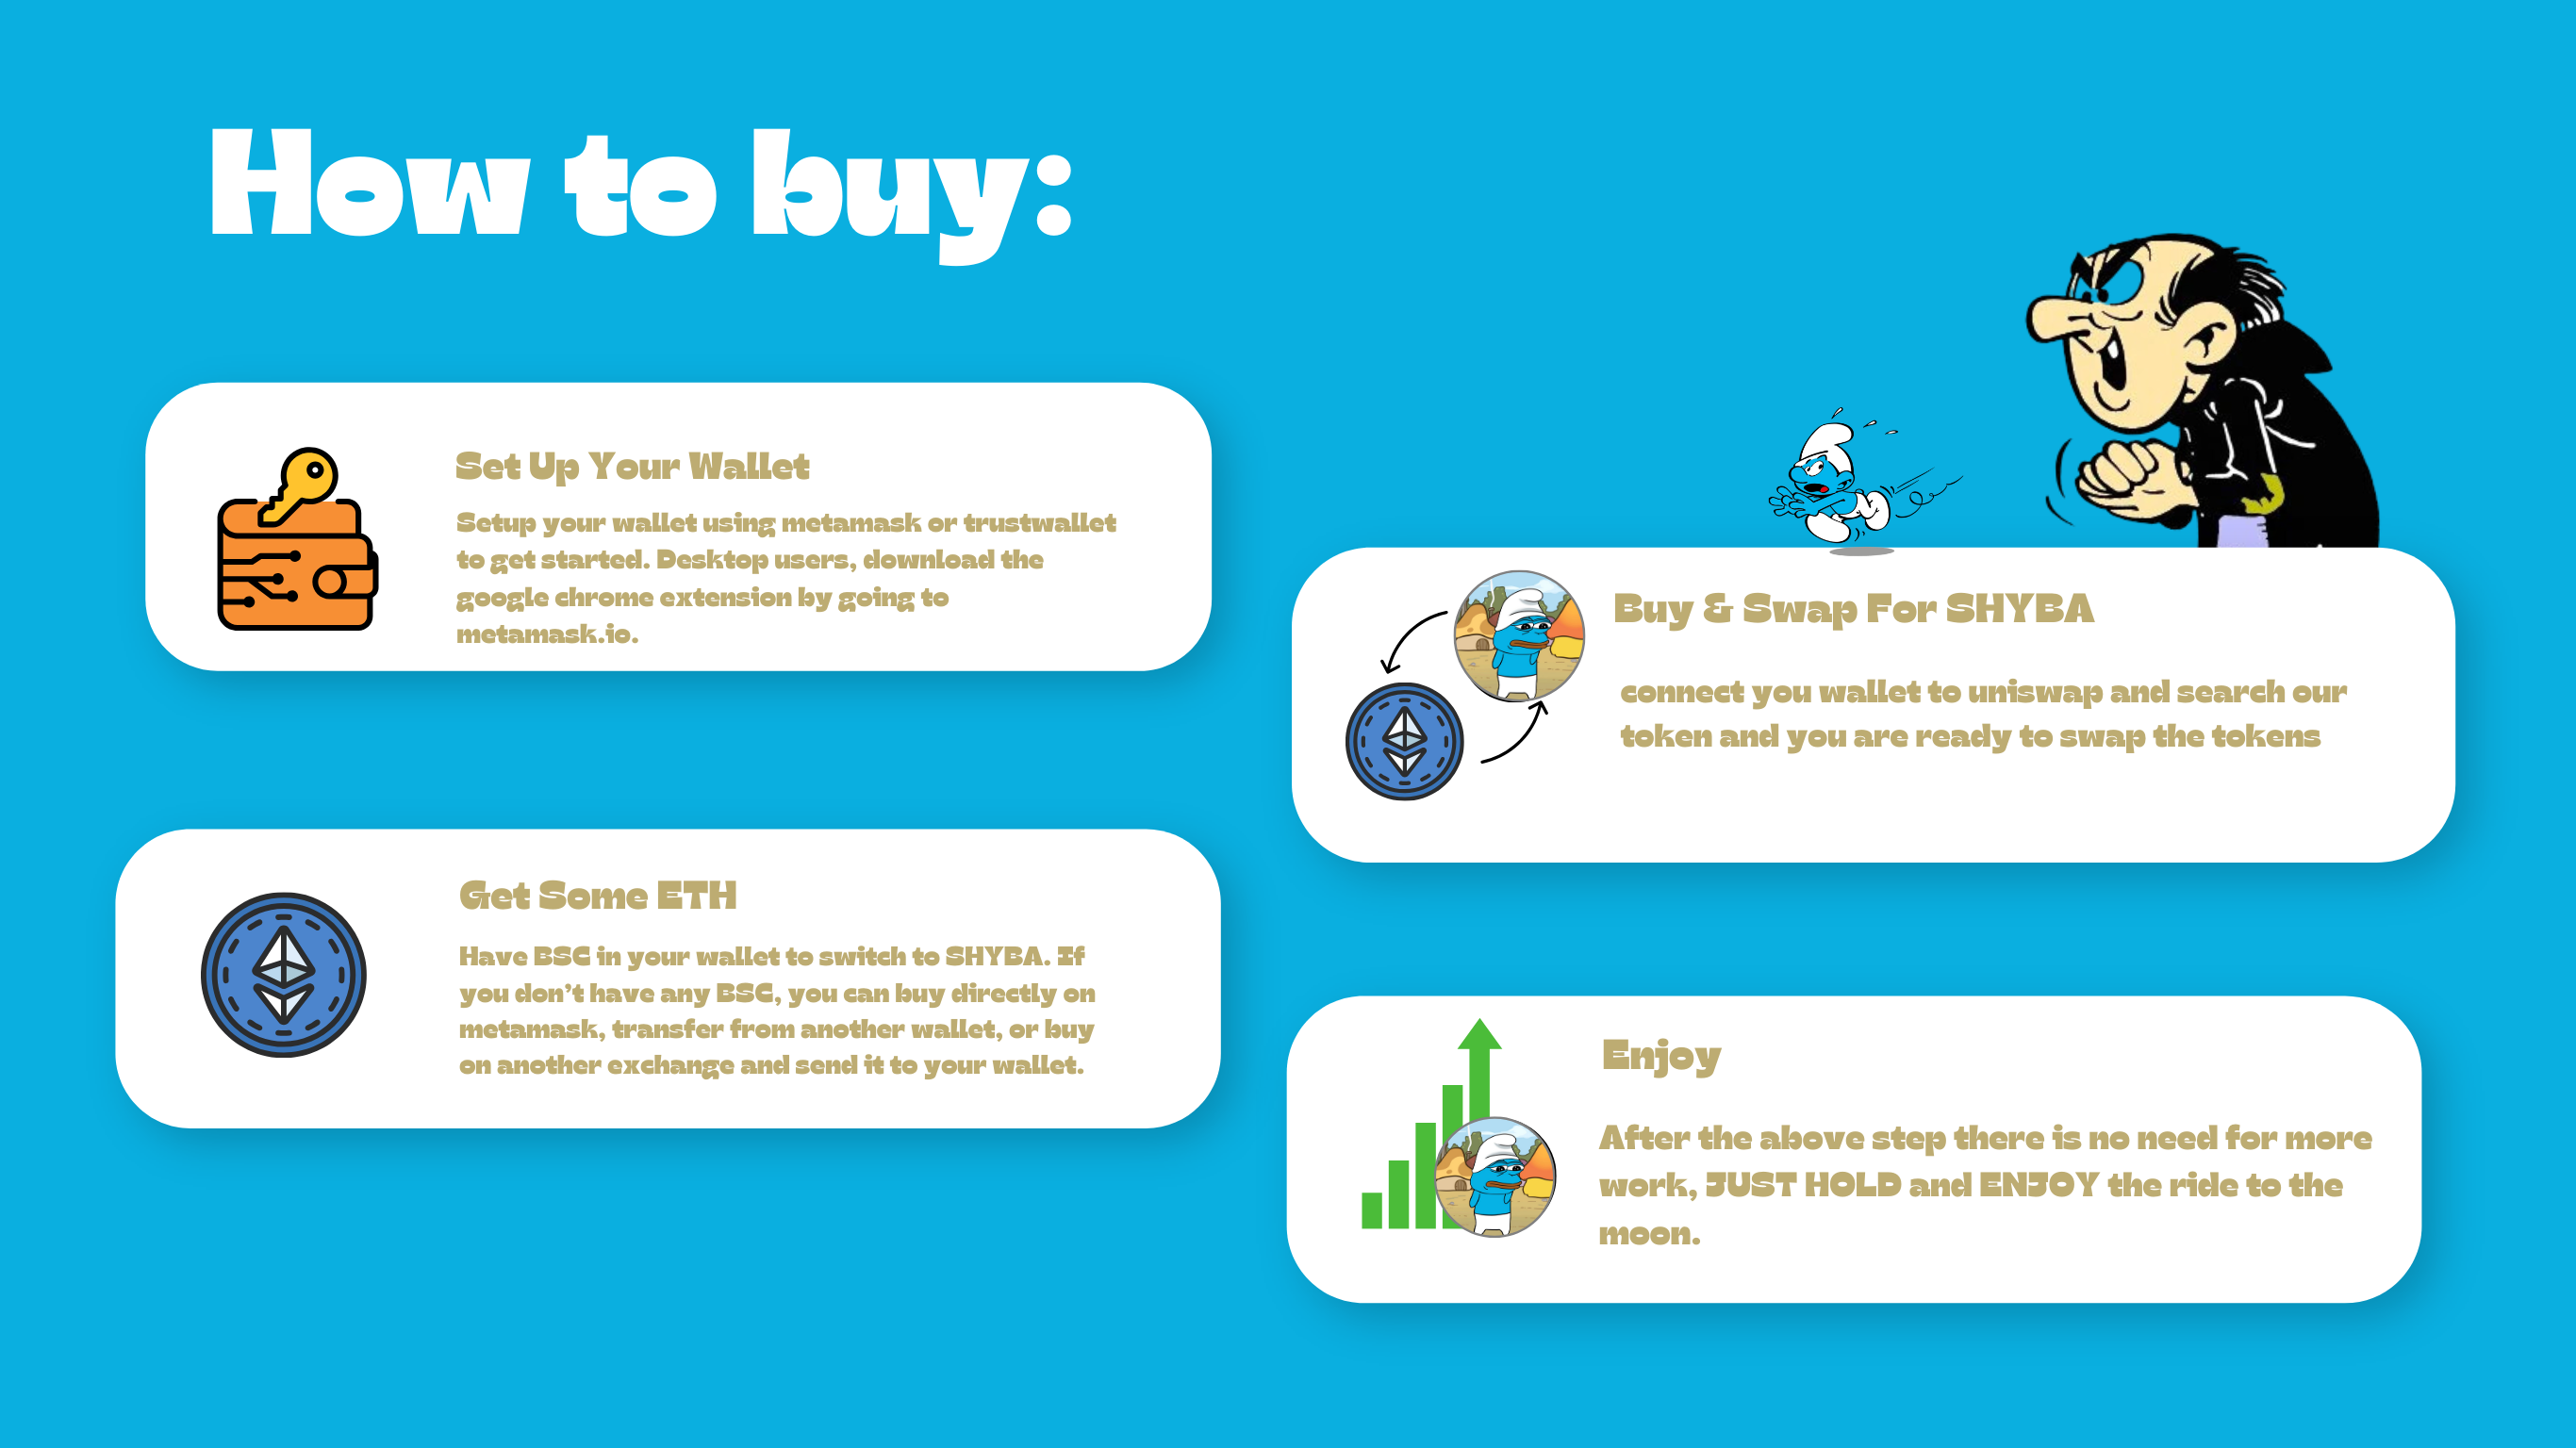 How to buy:
Set Up Your Wallet
Setup your wallet using metamask or trustwallet
to get started. Desktop users, download the
google chrome extension by going to
metamask.io.
Get Some ETH
Have BSC in your wallet to switch to SHYBA. If
you don't have any BSC, you can buy directly on
metamask, transfer from another wallet, or buy
on another exchange and send it to your wallet.
Buy & Swap For SHYBA
connect you wallet to uniswap and search our
token and you are ready to swap the tokens
Enjoy
After the above step there is no need for more
work, JUST HOLD and ENJOY the ride to the
moon.